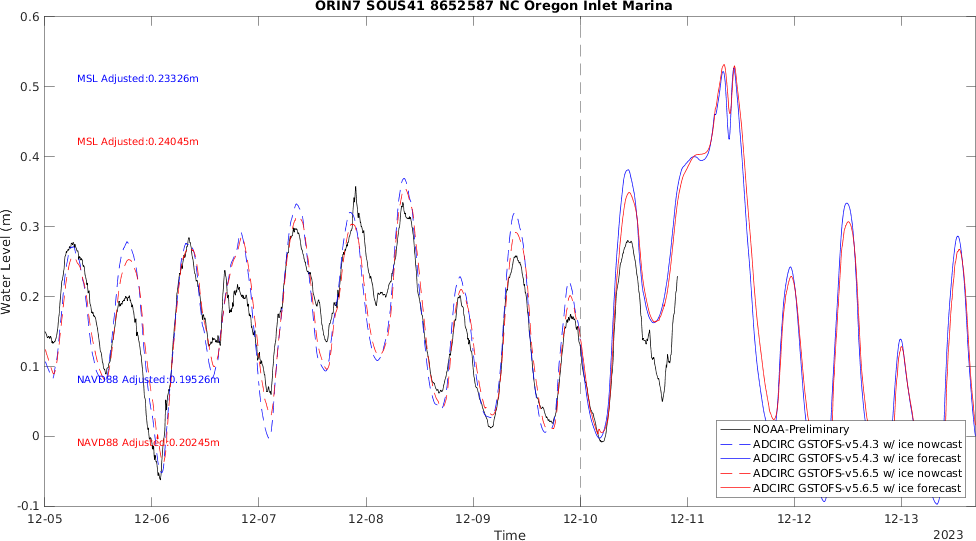 ORIN7 SOUS41 8652587 NC Oregon Inlet Marina
0.6
0.5
0.4
0.3
0.2
0.1
0
-0.1
Water Level (m)
MSL Adjusted:0.23326m
MSL Adjusted:0.24045m
NAVD88 Adjusted:0.19526m
NAVD88 Adjusted:0.20245m
NOAA-Preliminary
ADCIRC GSTOFS-v5.4.3 w/ ice nowcast
ADCIRC GSTOFS-v5.4.3 w/ ice forecast
ADCIRC GSTOFS-v5.6.5 w/ ice nowcast
ADCIRC GSTOFS-v5.6.5 w/ ice forecast
12-05 12-06 12-07 12-08 12-09 12-10 12-11 12-12 12-13
Time
2023